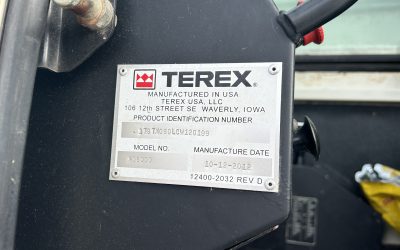 TEREX®
MANUFACTURED IN USA
TEREX USA, LLC
106 12th STREET SE WAVERLY, IOWA
PRODUCT IDENTIFICATION NUMBER
MODEL NO. MANUFACTURE DATE
10-12-2012
12400-2032 REV D